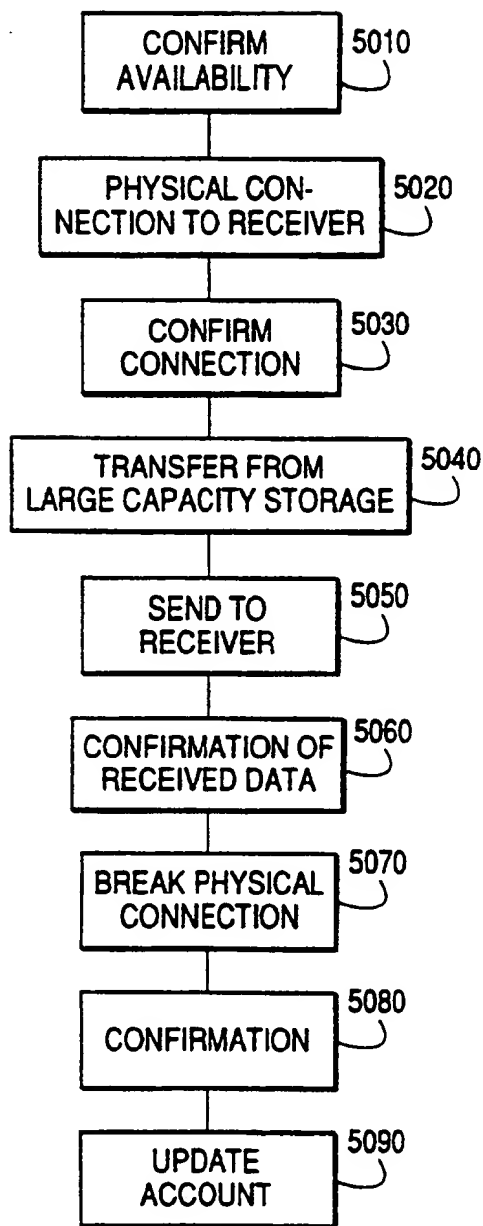 CONFIRM
AVAILABILITY
5010
PHYSICAL CON-
NECTION TO RECEIVER
5020
CONFIRM
CONNECTION
5030
TRANSFER FROM
LARGE CAPACITY STORAGE
5040
SEND TO
RECEIVER
5050
CONFIRMATION OF
RECEIVED DATA
5060
BREAK PHYSICAL
CONNECTION
5070
CONFIRMATION
5080
UPDATE
ACCOUNT
5090